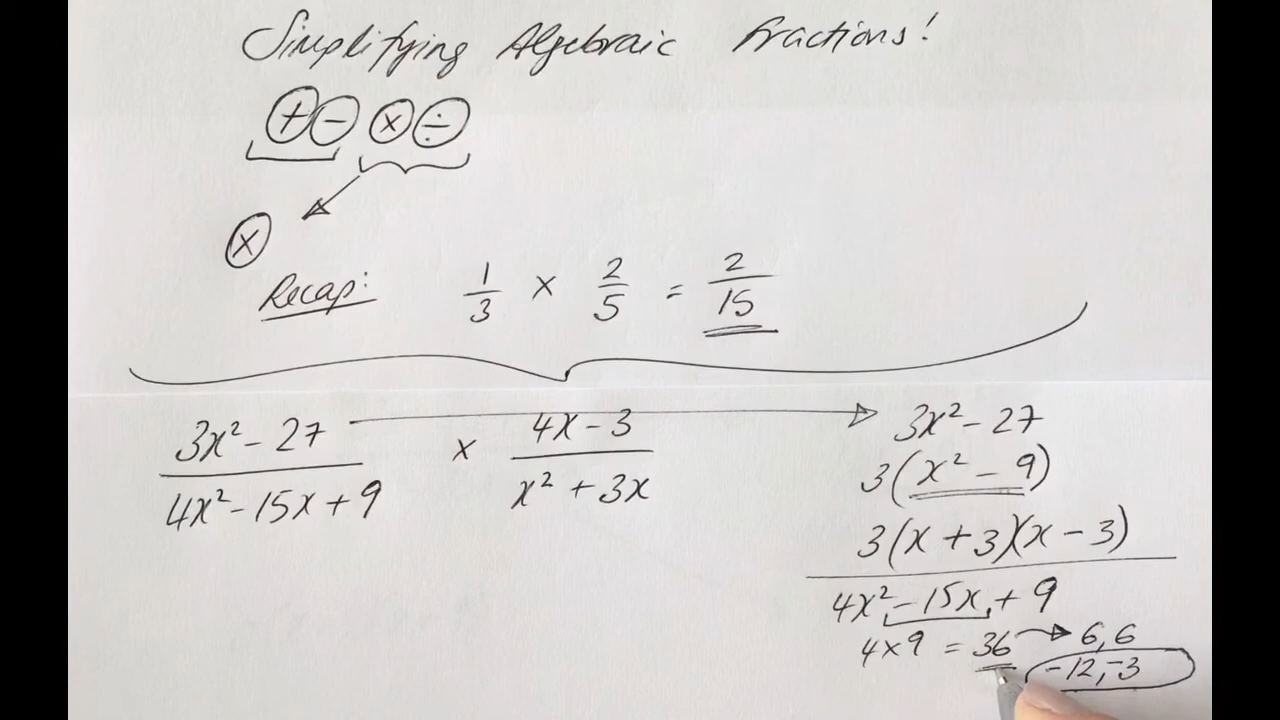 Simplifying Algebraic Fractions!
+ − × ÷
×
Recap: 1/3 × 2/5 = 2/15
(3x² − 27)/(4x² − 15x + 9) × (4x − 3)/(x² + 3x)
3x² − 27
3(x² − 9)
3(x + 3)(x − 3)
4x² − 15x + 9
4 × 9 = 36 → 6, 6
−12, −3